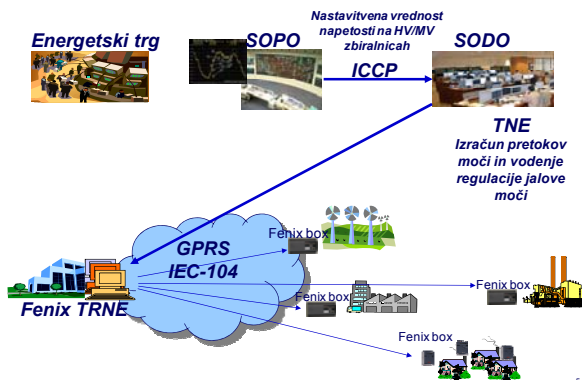 Energetski trg
SOPO
Nastavitvena vrednost
napetosti na HV/MV
zbiralnicah
ICCP
SODO
TNE
Izračun pretokov
moči in vodenje
regulacije jalove
moči
GPRS
IEC-104
Fenix TRNE
Fenix box
Fenix box
Fenix box
Fenix box